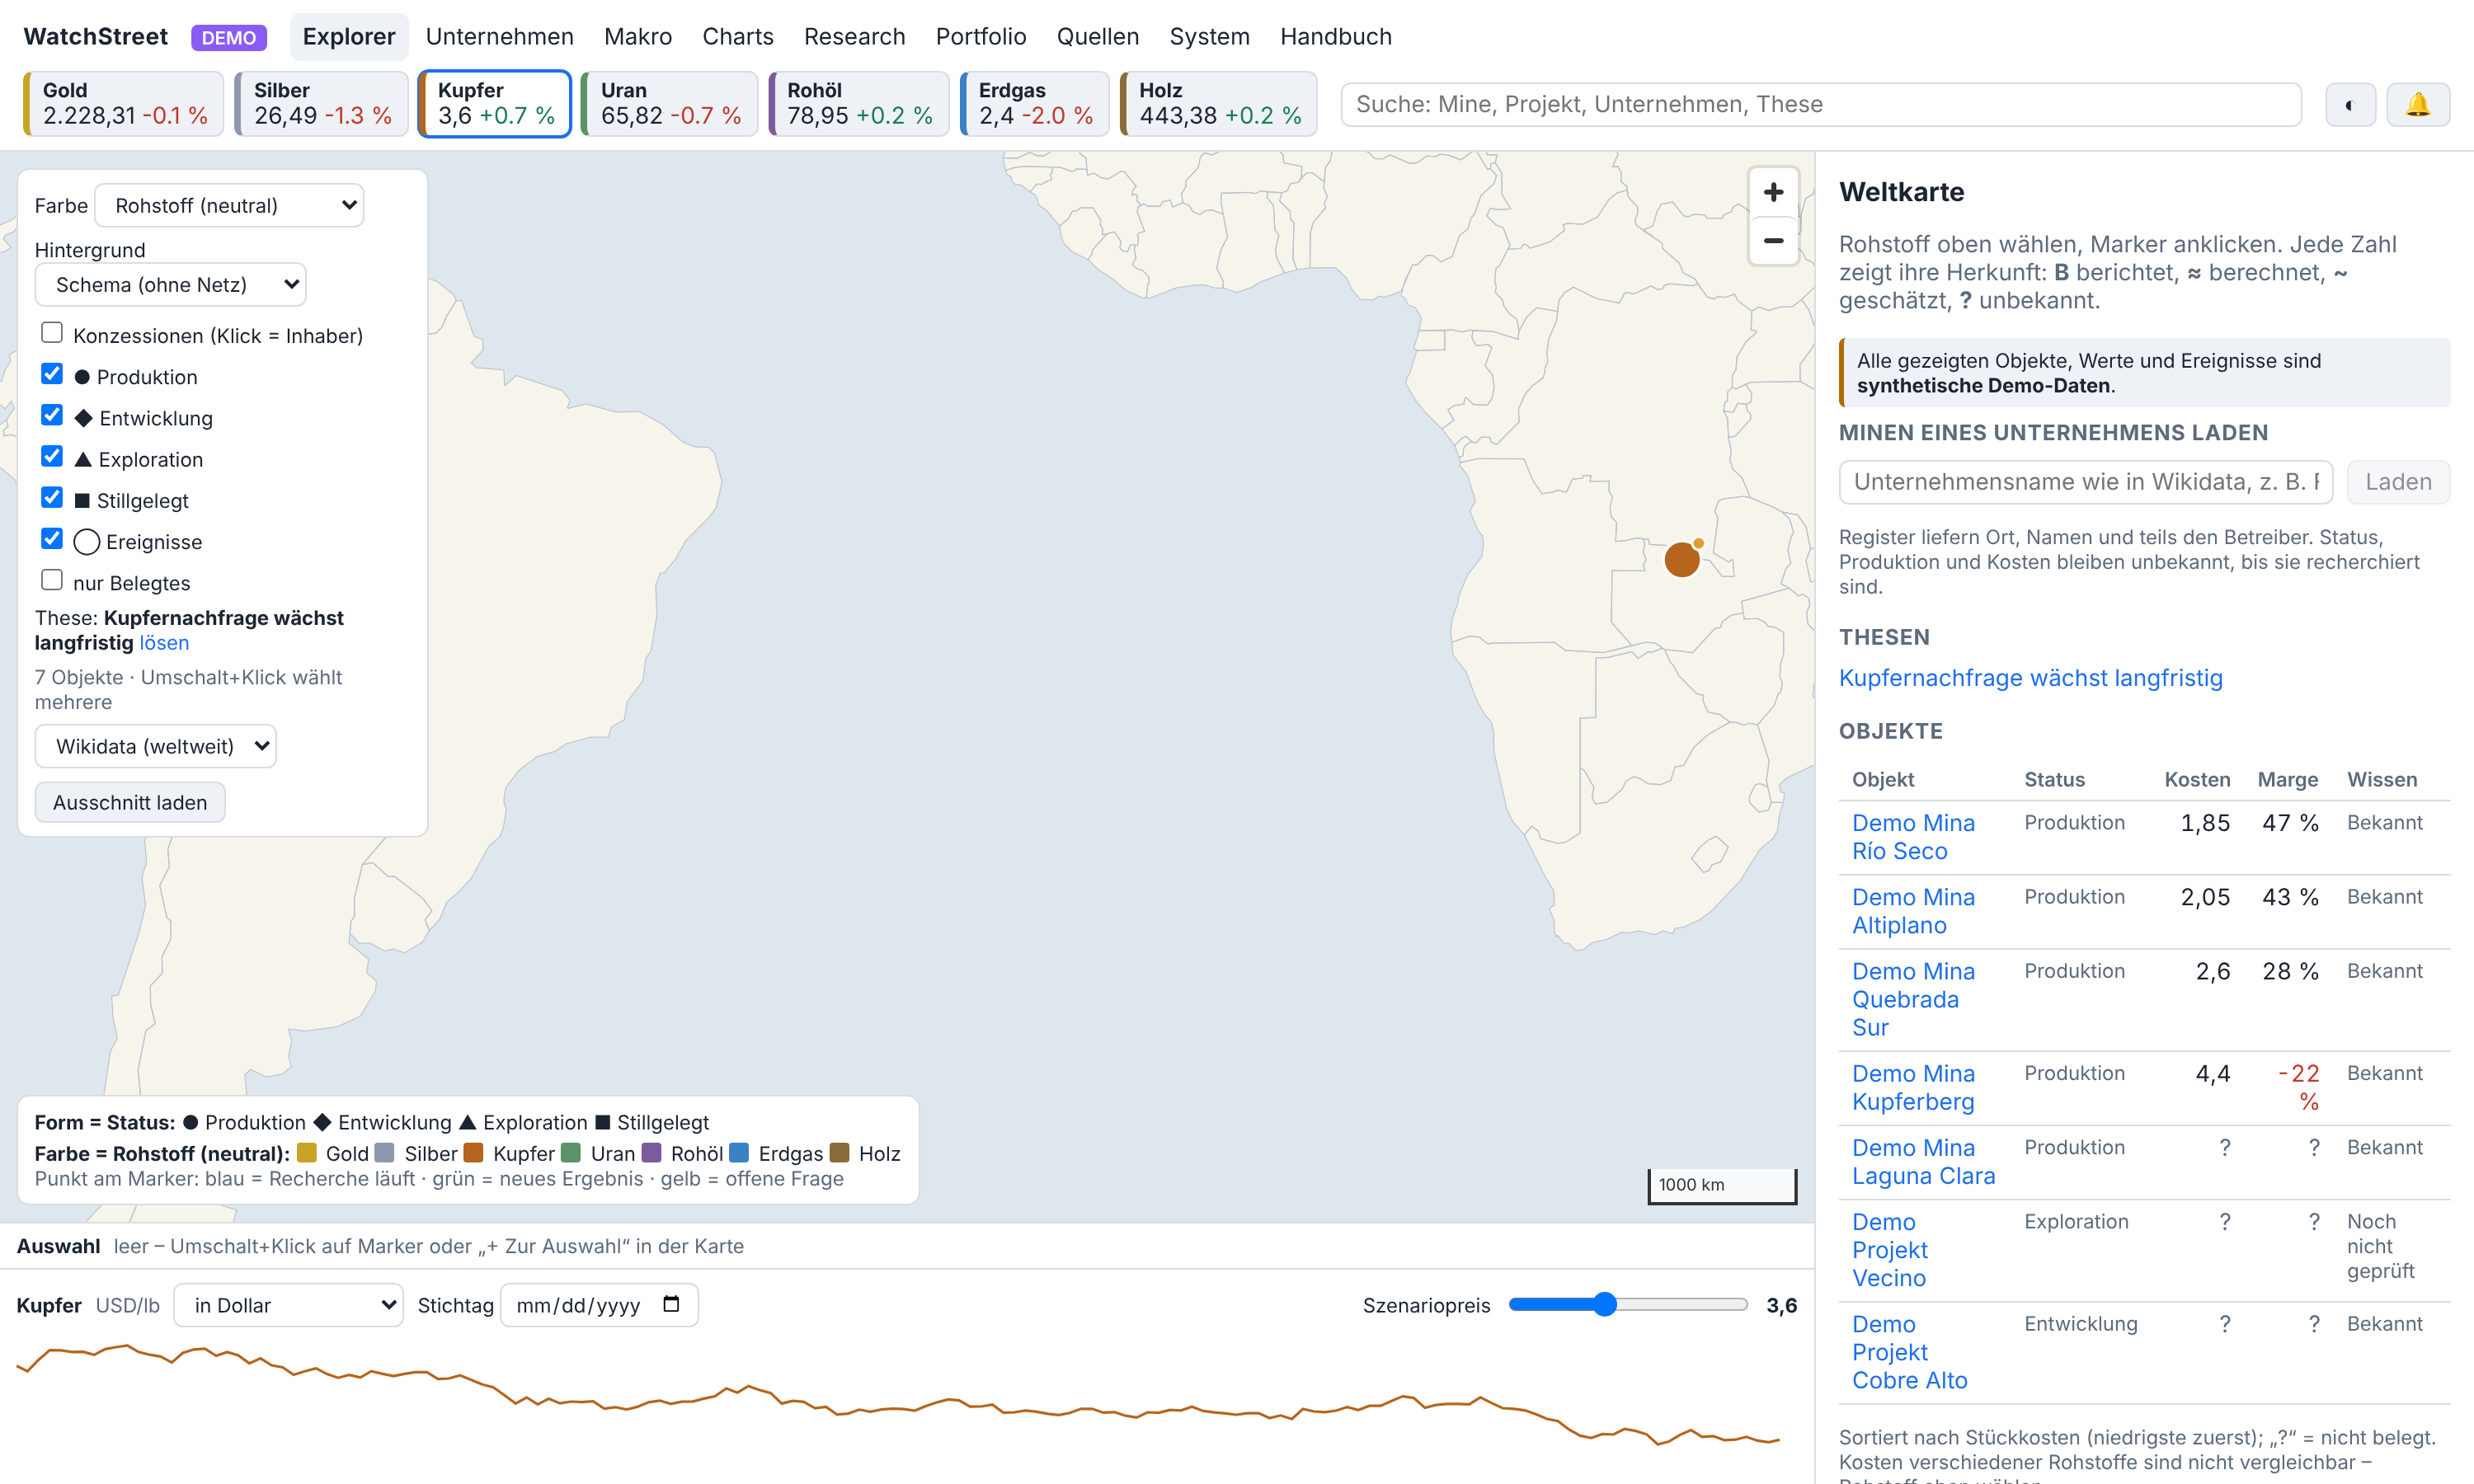 WatchStreet DEMO Explorer Unternehmen Makro Charts Research Portfolio Quellen System Handbuch
Gold
2.228,31 -0.1 %
Silber
26,49 -1.3 %
Kupfer
3,6 +0.7 %
Uran
65,82 -0.7 %
Rohöl
78,95 +0.2 %
Erdgas
2,4 -2.0 %
Holz
443,38 +0.2 %
Suche: Mine, Projekt, Unternehmen, These
Farbe Rohstoff (neutral)
Hintergrund
Schema (ohne Netz)
Konzessionen (Klick = Inhaber)
● Produktion
◆ Entwicklung
▲ Exploration
■ Stillgelegt
◯ Ereignisse
nur Belegtes
These: Kupfernachfrage wächst
langfristig lösen
7 Objekte · Umschalt+Klick wählt
mehrere
Wikidata (weltweit)
Ausschnitt laden
+
−
Form = Status: ● Produktion ◆ Entwicklung ▲ Exploration ■ Stillgelegt
Farbe = Rohstoff (neutral): Gold Silber Kupfer Uran Rohöl Erdgas Holz
Punkt am Marker: blau = Recherche läuft · grün = neues Ergebnis · gelb = offene Frage
1000 km
Auswahl leer – Umschalt+Klick auf Marker oder „+ Zur Auswahl“ in der Karte
Kupfer USD/lb in Dollar Stichtag mm/dd/yyyy Szenariopreis 3,6
Weltkarte
Rohstoff oben wählen, Marker anklicken. Jede Zahl
zeigt ihre Herkunft: B berichtet, ≈ berechnet, ~
geschätzt, ? unbekannt.
Alle gezeigten Objekte, Werte und Ereignisse sind
synthetische Demo-Daten.
MINEN EINES UNTERNEHMENS LADEN
Unternehmensname wie in Wikidata, z. B. F Laden
Register liefern Ort, Namen und teils den Betreiber. Status,
Produktion und Kosten bleiben unbekannt, bis sie recherchiert
sind.
THESEN
Kupfernachfrage wächst langfristig
OBJEKTE
Objekt Status Kosten Marge Wissen
Demo Mina Produktion 1,85 47 % Bekannt
Río Seco
Demo Mina Produktion 2,05 43 % Bekannt
Altiplano
Demo Mina Produktion 2,6 28 % Bekannt
Quebrada
Sur
Demo Mina Produktion 4,4 -22 Bekannt
Kupferberg %
Demo Mina Produktion ? ? Bekannt
Laguna Clara
Demo Exploration ? ? Noch
Projekt nicht
Vecino geprüft
Demo Entwicklung ? ? Bekannt
Projekt
Cobre Alto
Sortiert nach Stückkosten (niedrigste zuerst); „?“ = nicht belegt.
Kosten verschiedener Rohstoffe sind nicht vergleichbar –